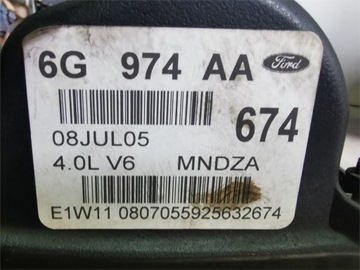 6G 974 AA Ford
674
08JUL05
4.0L V6 MNDZA
E1W11 0807055925632674